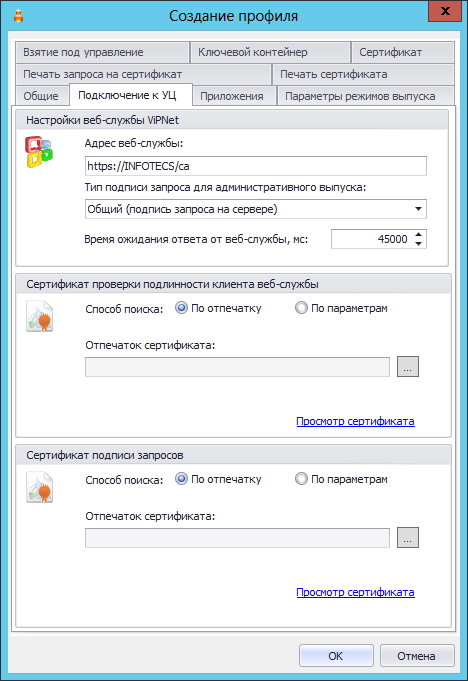 Создание профиля
x
Взятие под управление Ключевой контейнер Сертификат
Печать запроса на сертификат Печать сертификата
Общие Подключение к УЦ Приложения Параметры режимов выпуска
Настройки веб-службы ViPNet
Адрес веб-службы:
https://INFOTECS/ca
Тип подписи запроса для административного выпуска:
Общий (подпись запроса на сервере)
Время ожидания ответа от веб-службы, мс: 45000
Сертификат проверки подлинности клиента веб-службы
Способ поиска: По отпечатку По параметрам
Отпечаток сертификата:
...
Просмотр сертификата
Сертификат подписи запросов
Способ поиска: По отпечатку По параметрам
Отпечаток сертификата:
...
Просмотр сертификата
OK Отмена